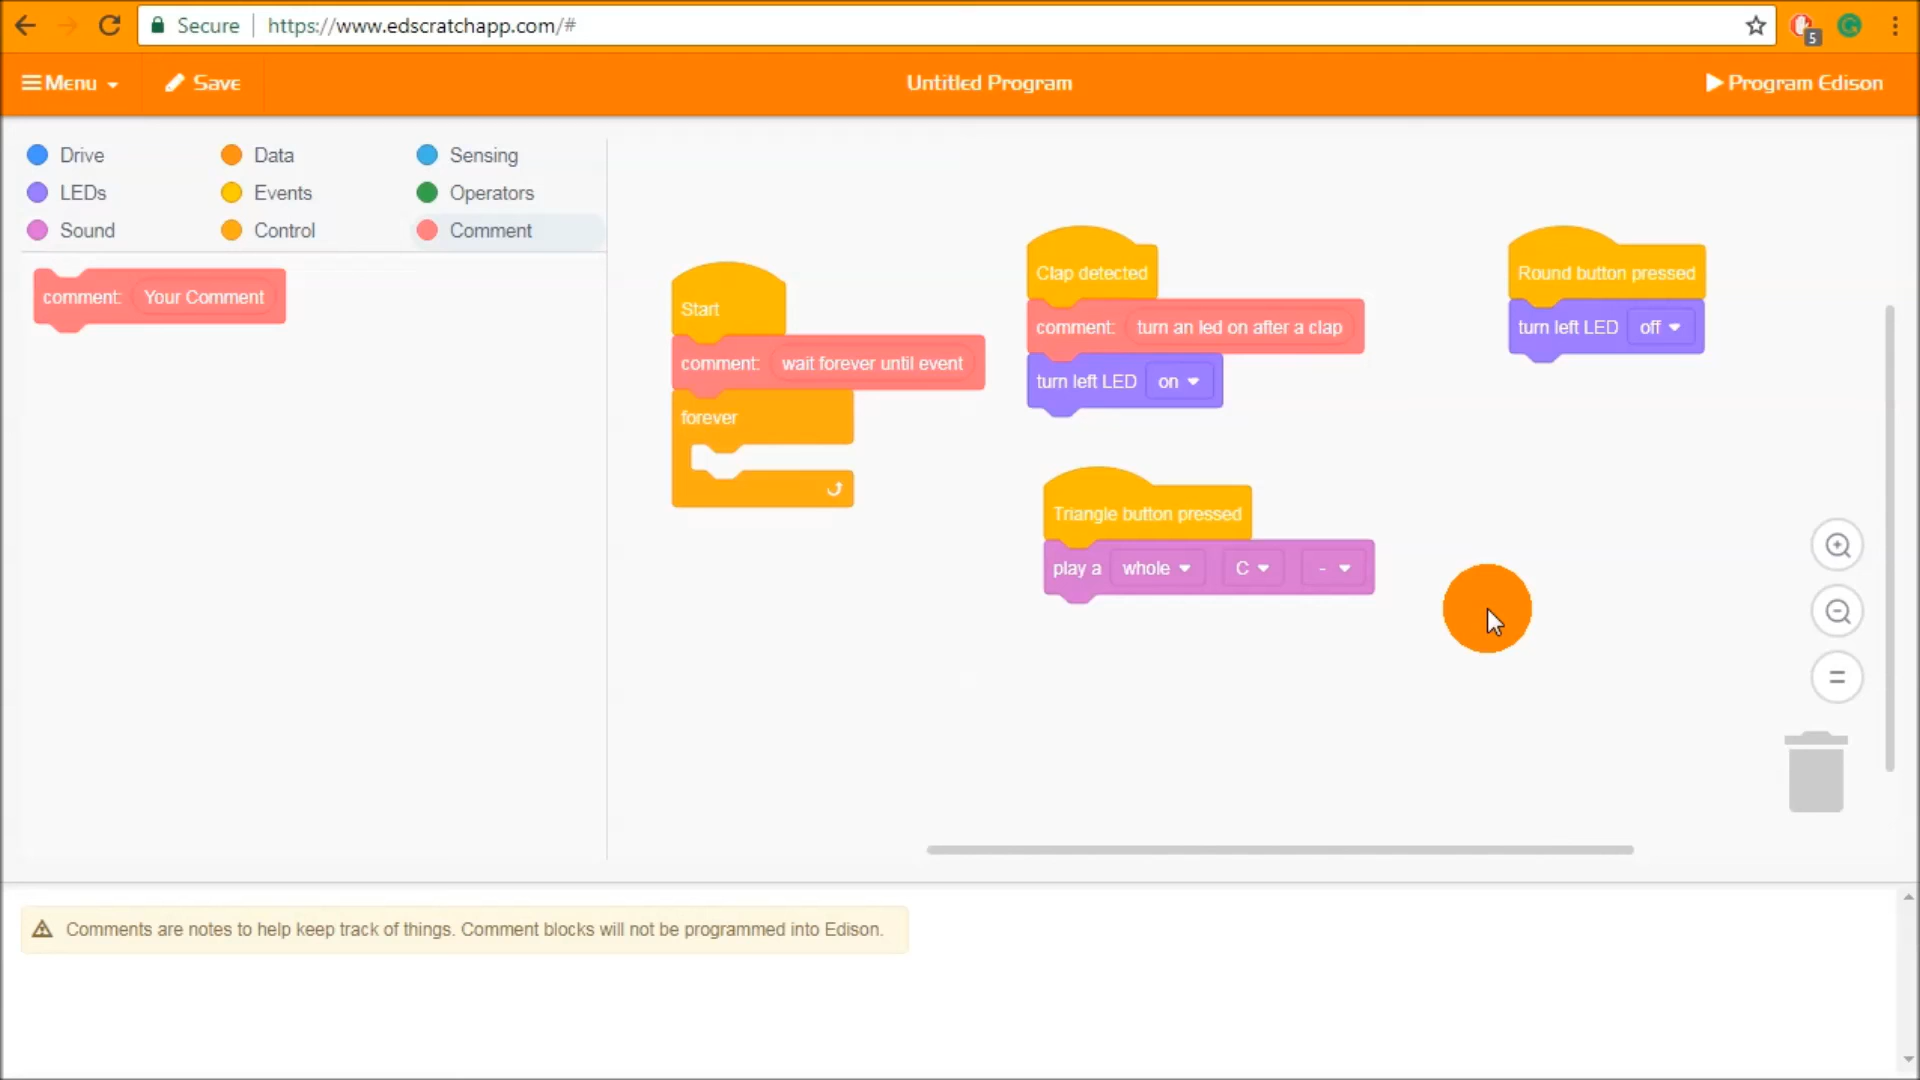 Secure https://www.edscratchapp.com/#
5
Menu Save Untitled Program Program Edison
Drive Data Sensing
LEDs Events Operators
Sound Control Comment
comment: Your Comment
Start
comment: wait forever until event
forever
Clap detected
comment: turn an led on after a clap
turn left LED on
Round button pressed
turn left LED off
Triangle button pressed
play a whole C -
Comments are notes to help keep track of things. Comment blocks will not be programmed into Edison.